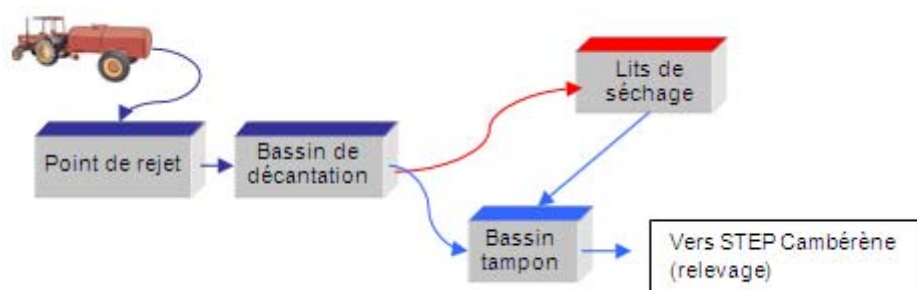 Point de rejet
Bassin de
décantation
Lits de
séchage
Bassin
tampon
Vers STEP Cambérène
(relevage)